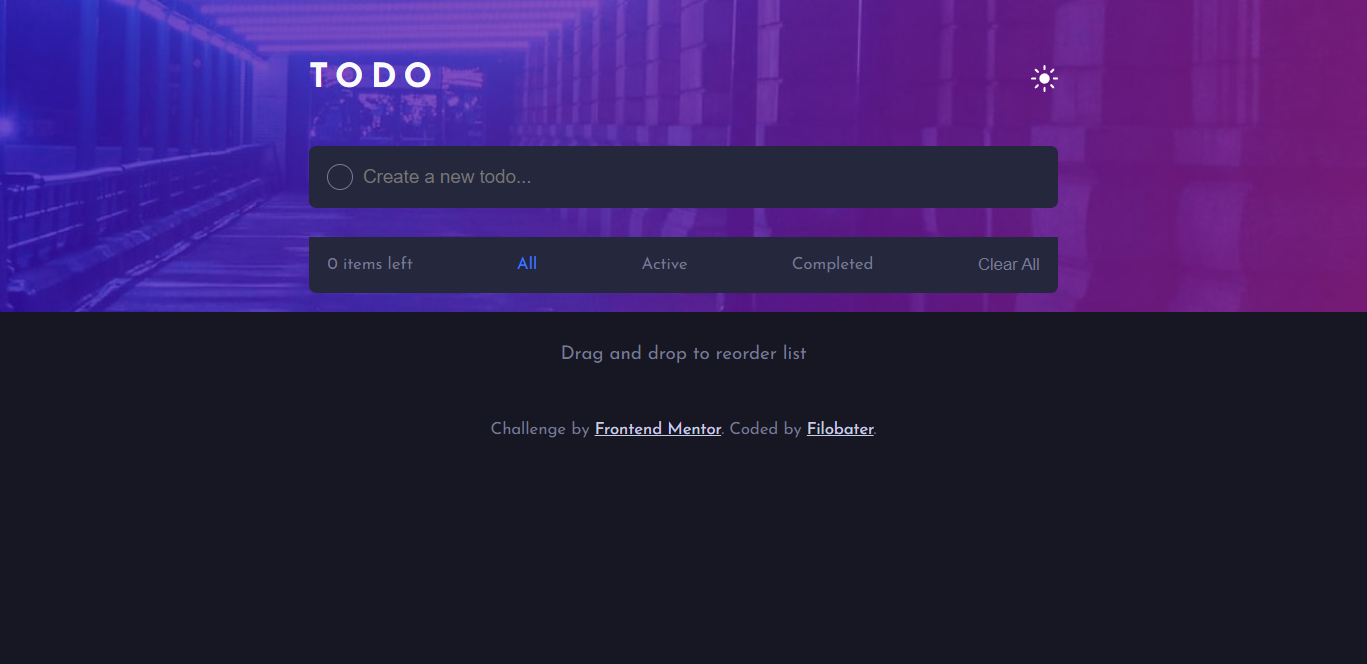 TODO
Create a new todo...
0 items left All Active Completed Clear All
Drag and drop to reorder list
Challenge by Frontend Mentor. Coded by Filobater.